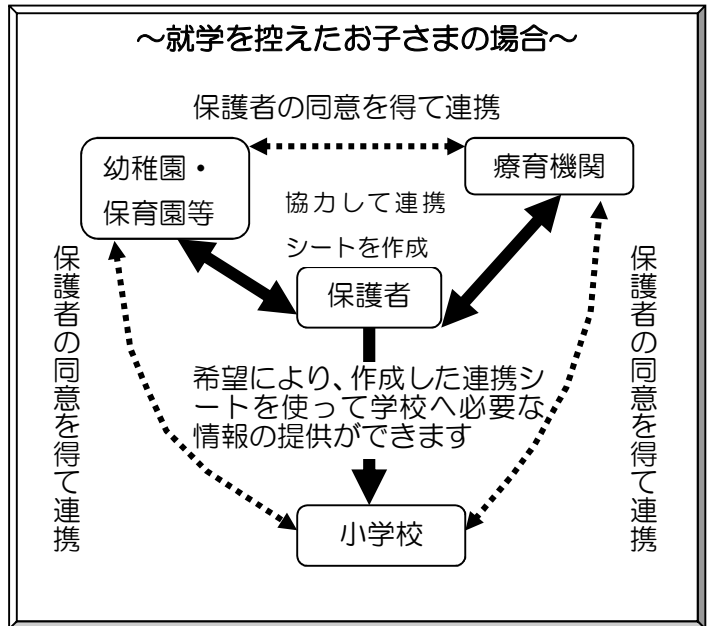 ～就学を控えたお子さまの場合～
保護者の同意を得て連携
幼稚園・
保育園等
療育機関
協力して連携
シートを作成
保護者
保護者の同意を得て連携
保護者の同意を得て連携
希望により、作成した連携シ
ートを使って学校へ必要な
情報の提供ができます
小学校